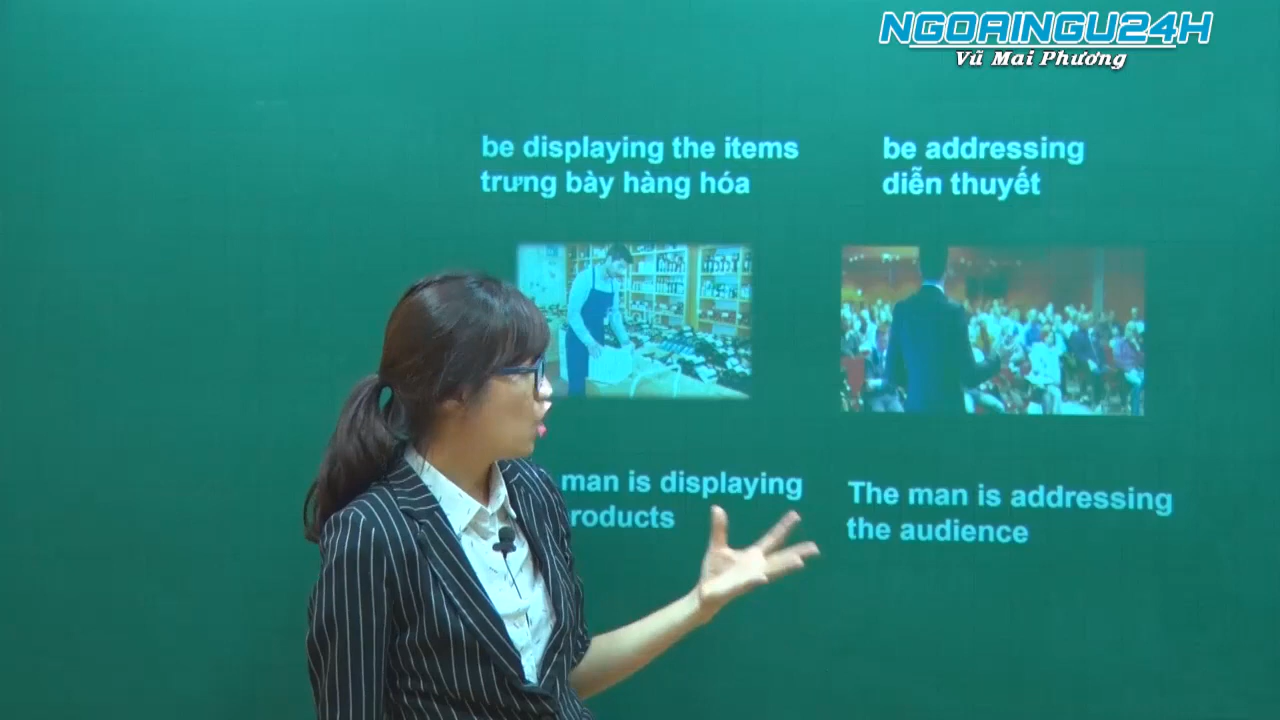 NGOAINGU24H
Vũ Mai Phương
be displaying the items
trưng bày hàng hóa
be addressing
diễn thuyết
man is displaying
roducts
The man is addressing
the audience